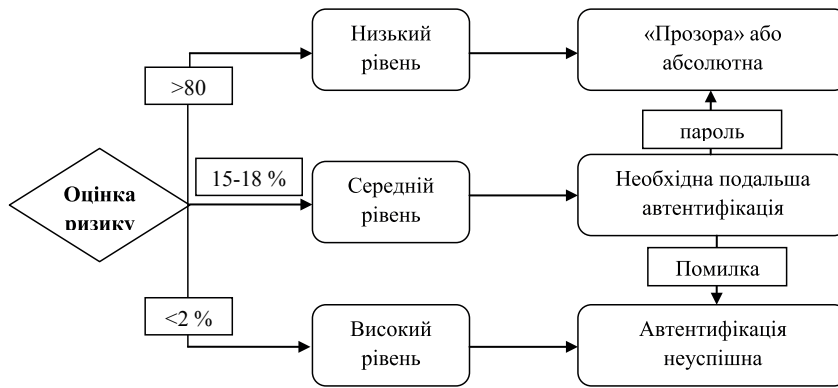 Низький
рівень
«Прозора» або
абсолютна
>80
пароль
Оцінка
ризику
15-18 %
Середній
рівень
Необхідна подальша
автентифікація
Помилка
<2 %
Високий
рівень
Автентифікація
неуспішна